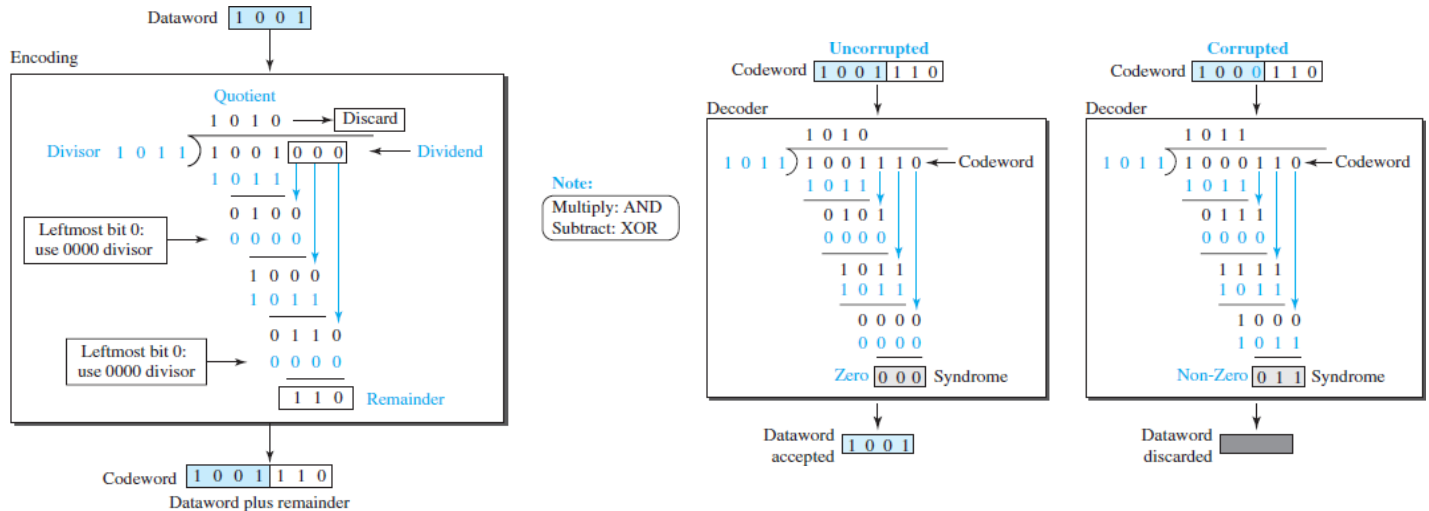 Dataword 1 0 0 1
Encoding
Quotient
1 0 1 0 Discard
Divisor 1 0 1 1 1 0 0 1 0 0 0 Dividend
1 0 1 1
0 1 0 0
Leftmost bit 0:
use 0000 divisor
0 0 0 0
1 0 0 0
1 0 1 1
0 1 1 0
Leftmost bit 0:
use 0000 divisor
0 0 0 0
1 1 0 Remainder
Codeword 1 0 0 1 1 1 0
Dataword plus remainder
Note:
Multiply: AND
Subtract: XOR
Uncorrupted
Codeword 1 0 0 1 1 1 0
Decoder
1 0 1 0
1 0 1 1 1 0 0 1 1 1 0 Codeword
1 0 1 1
0 1 0 1
0 0 0 0
1 0 1 1
1 0 1 1
0 0 0 0
0 0 0 0
Zero 0 0 0 Syndrome
Dataword
accepted
1 0 0 1
Corrupted
Codeword 1 0 0 0 1 1 0
Decoder
1 0 1 1
1 0 1 1 1 0 0 0 1 1 0 Codeword
1 0 1 1
0 1 1 1
0 0 0 0
1 1 1 1
1 0 1 1
1 0 0 0
1 0 1 1
Non-Zero 0 1 1 Syndrome
Dataword
discarded